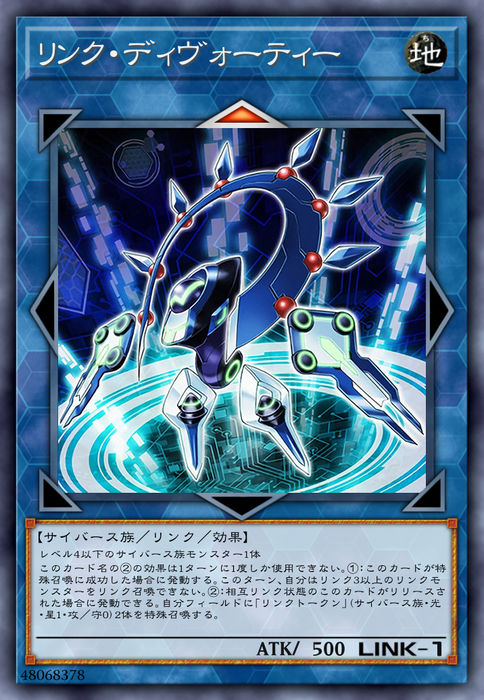 リンク・ディヴォーティー
地
ち
【サイバース族／リンク／効果】
レベル4以下のサイバース族モンスター1体
このカード名の②の効果は1ターンに1度しか使用できない。①:このカードが特
殊召喚に成功した場合に発動する。このターン、自分はリンク3以上のリンクモ
ンスターをリンク召喚できない。②:相互リンク状態のこのカードがリリースさ
れた場合に発動できる。自分フィールドに「リンクトークン」(サイバース族・光
・星1・攻／守0)2体を特殊召喚する。
ATK/ 500 LINK-1
48068378